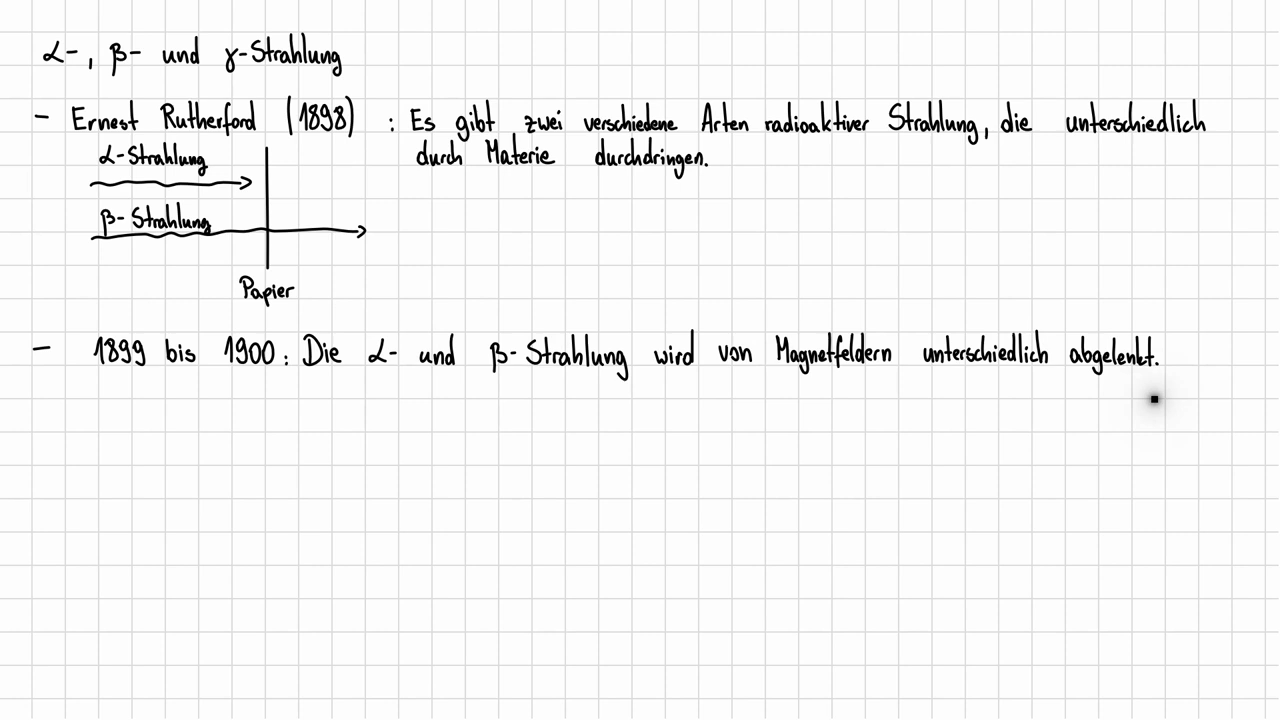 α-, β- und γ-Strahlung
- Ernest Rutherford (1898) : Es gibt zwei verschiedene Arten radioaktiver Strahlung, die unterschiedlich
durch Materie durchdringen.
α-Strahlung
β-Strahlung
Papier
- 1899 bis 1900: Die α- und β-Strahlung wird von Magnetfeldern unterschiedlich abgelenkt.